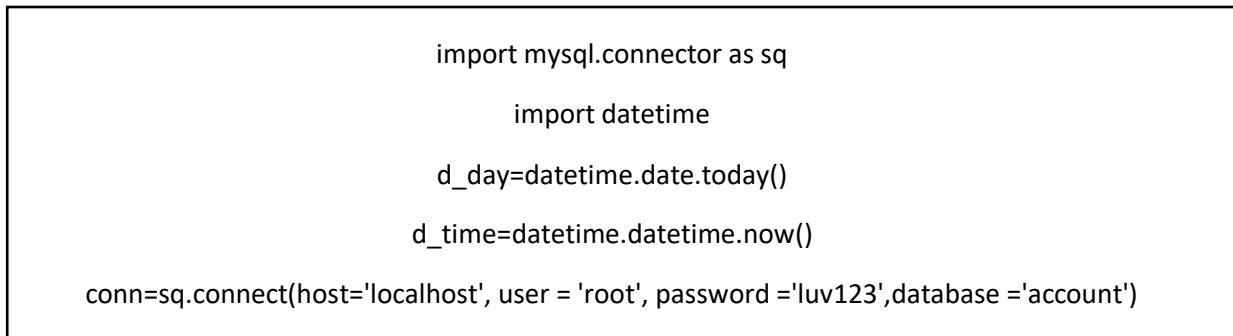 import mysql.connector as sq
import datetime
d_day=datetime.date.today()
d_time=datetime.datetime.now()
conn=sq.connect(host='localhost', user = 'root', password ='luv123',database ='account')